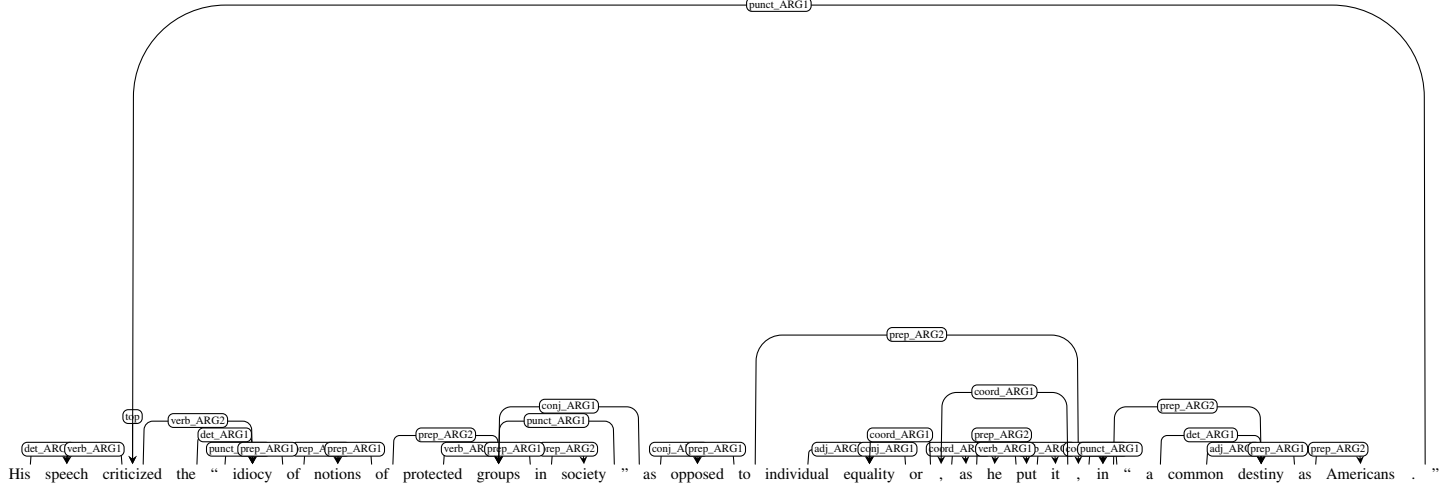 punct_ARG1
prep_ARG2
coord_ARG1
conj_ARG1 prep_ARG2
top verb_ARG2 punct_ARG1
det_ARG1 prep_ARG2 coord_ARG1 prep_ARG2 det_ARG1
verb_ARG1 prep_ARG1 prep_ARG1 prep_ARG1 prep_ARG1 conj_ARG1 verb_ARG1 punct_ARG1 prep_ARG1 prep_ARG2
His speech criticized the “ idiocy of notions of protected groups in society ” as opposed to individual equality or , as he put it , in “ a common destiny as Americans . ”